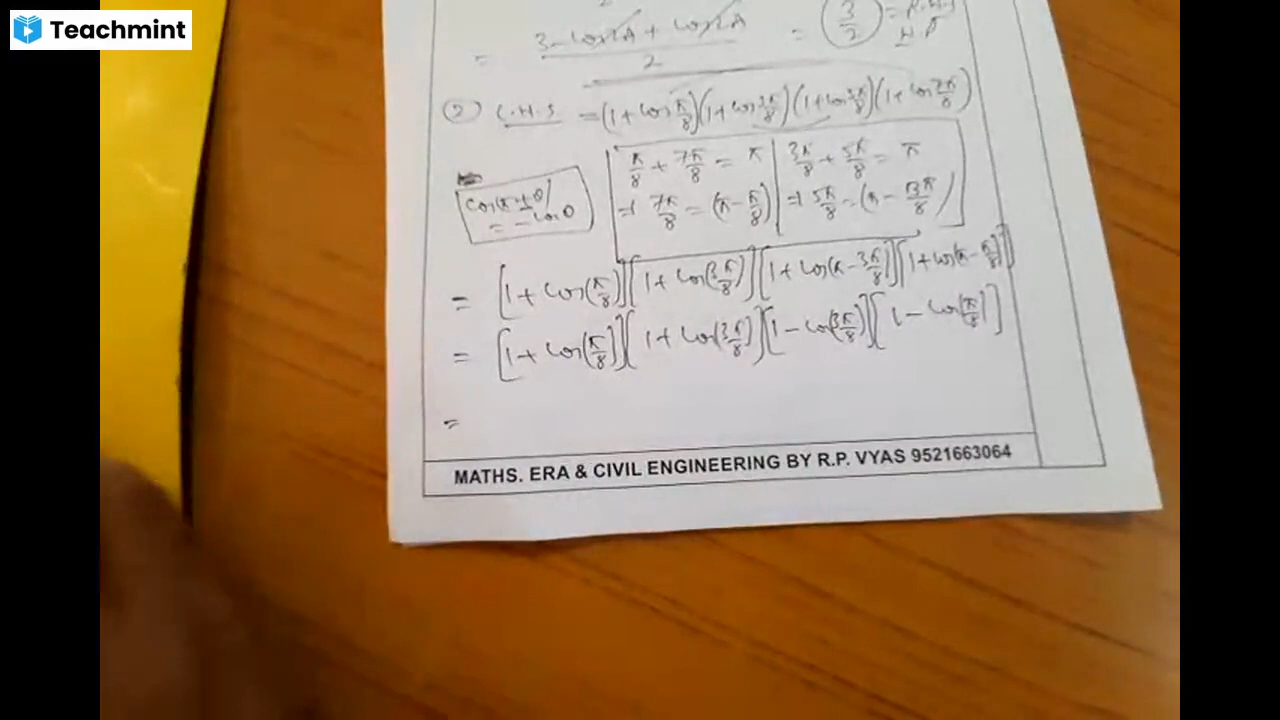 Teachmint
= 3 - cos2A + cos2A / 2 = 3/2 = R.H.S
H.P
② L.H.S = (1 + cos π/8)(1 + cos 3π/8)(1 + cos 5π/8)(1 + cos 7π/8)
π/8 + 7π/8 = π | 3π/8 + 5π/8 = π
cos(π ± θ) = - cosθ
⇒ 7π/8 = (π - π/8) | ⇒ 5π/8 = (π - 3π/8)
= [1 + cos(π/8)][1 + cos(3π/8)][1 + cos(π - 3π/8)][1 + cos(π - π/8)]
= [1 + cos(π/8)][1 + cos(3π/8)][1 - cos(3π/8)][1 - cos(π/8)]
=
MATHS. ERA & CIVIL ENGINEERING BY R.P. VYAS 9521663064